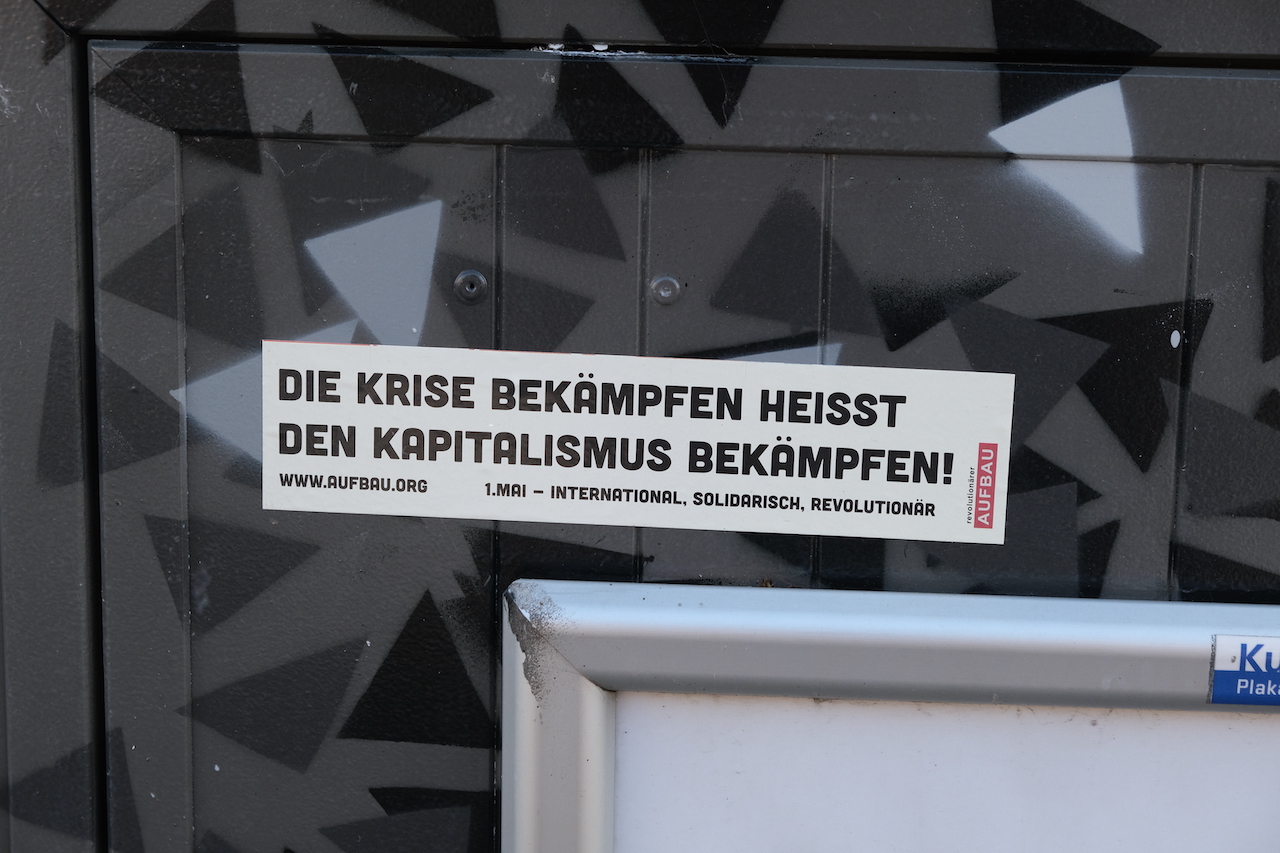 DIE KRISE BEKÄMPFEN HEISST
DEN KAPITALISMUS BEKÄMPFEN!
WWW.AUFBAU.ORG
1.MAI – INTERNATIONAL, SOLIDARISCH, REVOLUTIONÄR
revolutionärer
AUFBAU